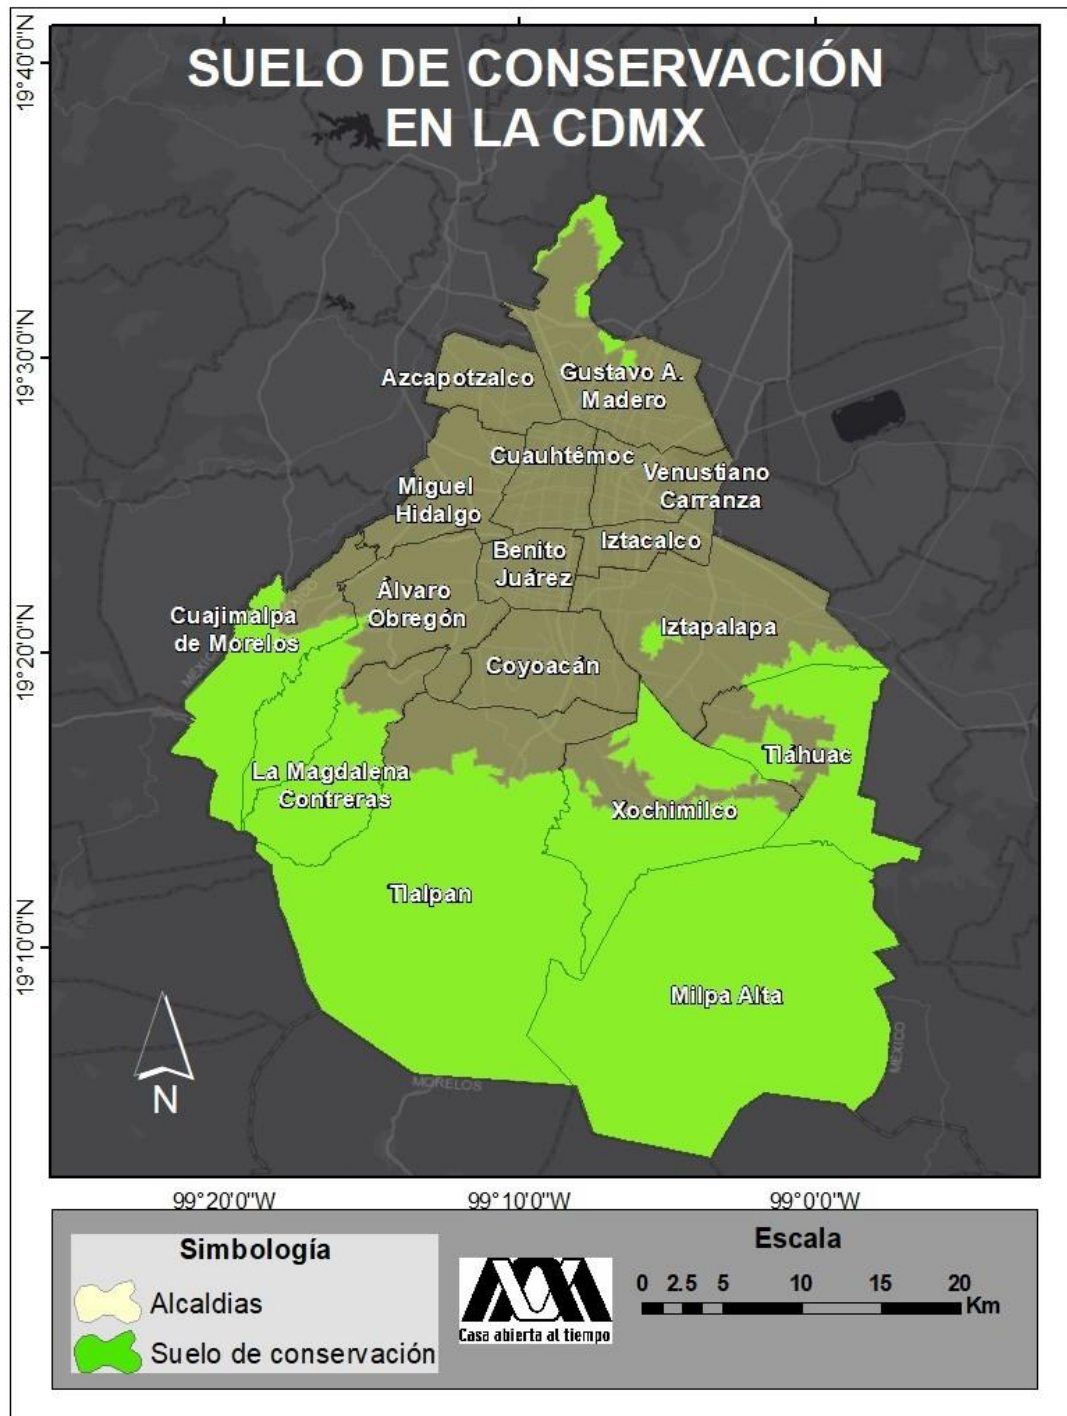 SUELO DE CONSERVACIÓN
EN LA CDMX
19°40'0"N
19°30'0"N
19°20'0"N
19°10'0"N
Azcapotzalco
Gustavo A.
Madero
Cuauhtémoc
Venustiano
Carranza
Miguel
Hidalgo
Iztacalco
Benito
Juárez
Álvaro
Obregón
Cuajimalpa
de Morelos
Iztapalapa
Coyoacán
Tláhuac
La Magdalena
Contreras
Xochimilco
Tlalpan
Milpa Alta
MEXICO
MORELOS
N
99°20'0"W
99°10'0"W
99°0'0"W
Simbología
Alcaldias
Suelo de conservación
Casa abierta al tiempo
Escala
0 2.5 5 10 15 20
Km